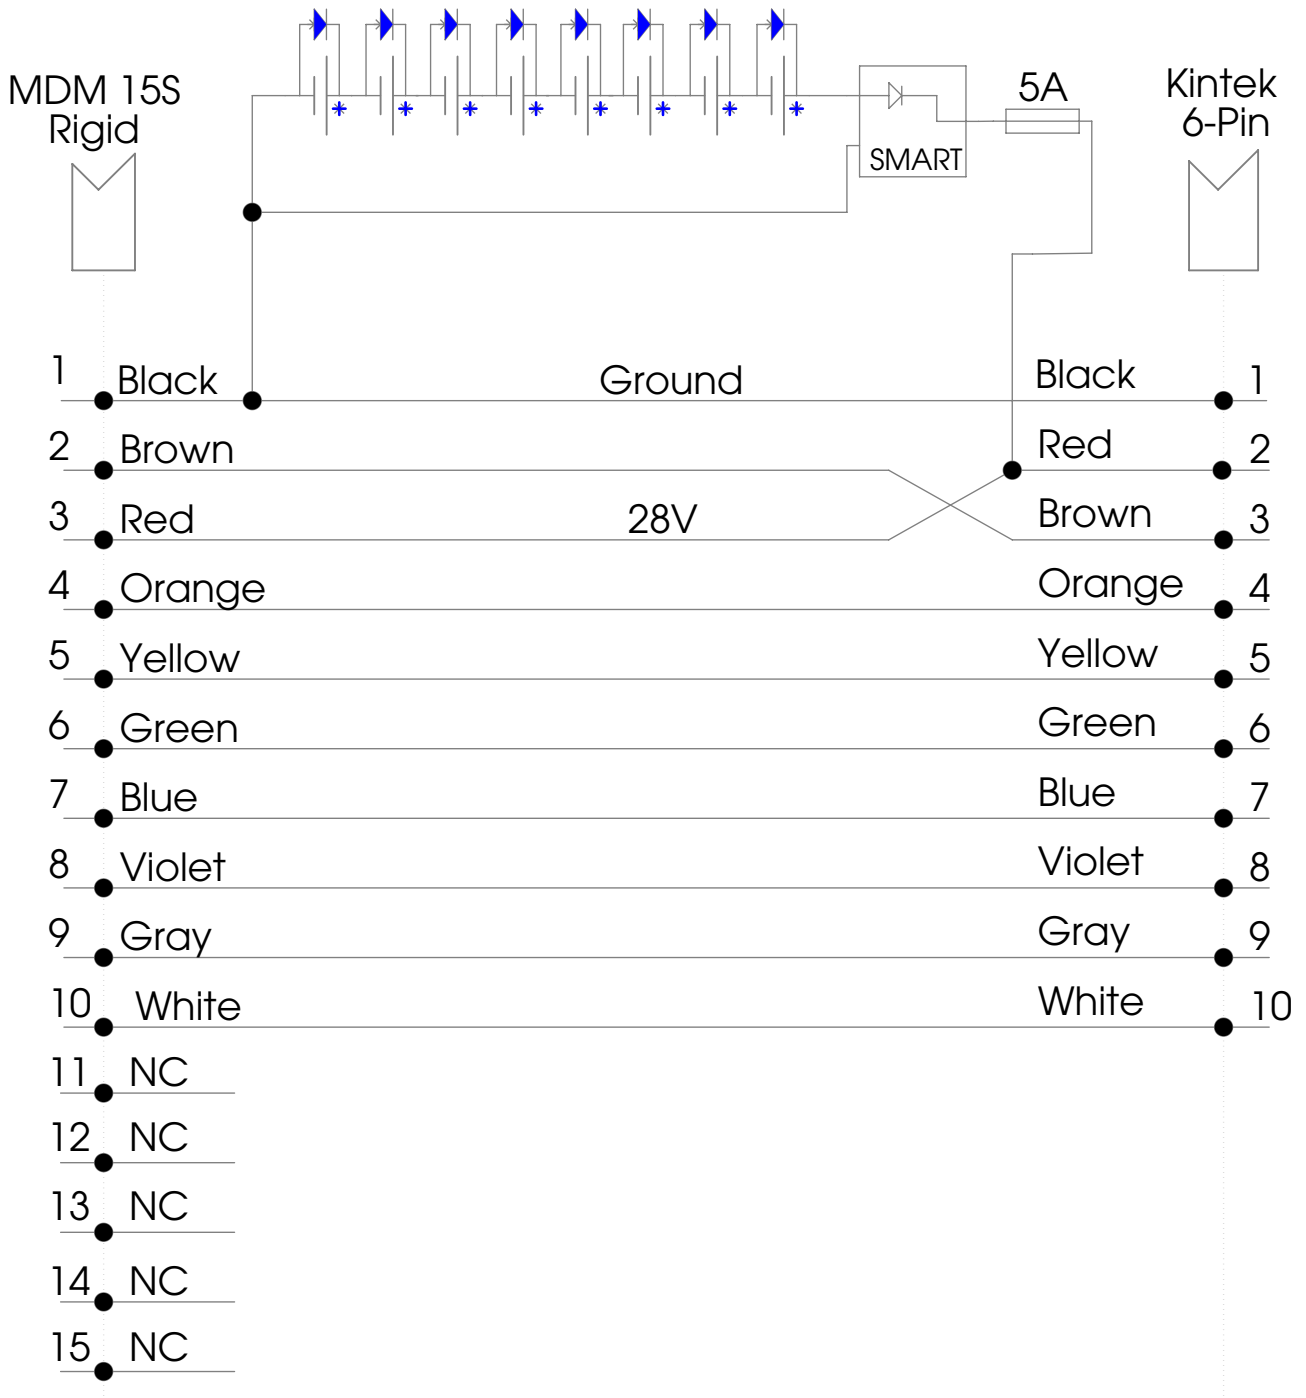 MDM 15S
Rigid
5A
SMART
Kintek
6-Pin
1 Black Ground Black 1
2 Brown Red 2
3 Red 28V Brown 3
4 Orange Orange 4
5 Yellow Yellow 5
6 Green Green 6
7 Blue Blue 7
8 Violet Violet 8
9 Gray Gray 9
10 White White 10
11 NC
12 NC
13 NC
14 NC
15 NC